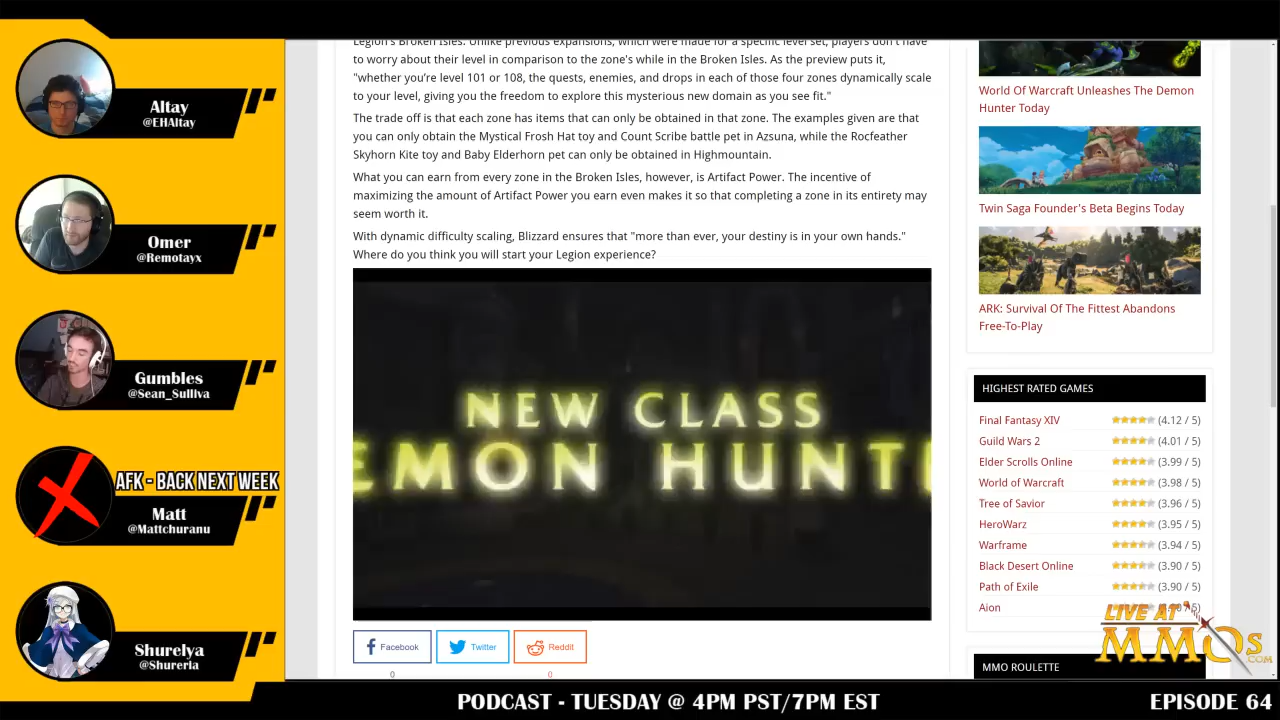 Altay
@EHAltay
Omer
@Remotayx
Gumbles
@Sean_Sulliva
AFK - BACK NEXT WEEK
Matt
@Mattchuranu
Shurelya
@Shureria
Legion's Broken Isles. Unlike previous expansions, which were made for a specific level set, players don't have
to worry about their level in comparison to the zone's while in the Broken Isles. As the preview puts it,
"whether you're level 101 or 108, the quests, enemies, and drops in each of those four zones dynamically scale
to your level, giving you the freedom to explore this mysterious new domain as you see fit."
The trade off is that each zone has items that can only be obtained in that zone. The examples given are that
you can only obtain the Mystical Frosh Hat toy and Count Scribe battle pet in Azsuna, while the Rocfeather
Skyhorn Kite toy and Baby Elderhorn pet can only be obtained in Highmountain.
What you can earn from every zone in the Broken Isles, however, is Artifact Power. The incentive of
maximizing the amount of Artifact Power you earn even makes it so that completing a zone in its entirety may
seem worth it.
With dynamic difficulty scaling, Blizzard ensures that "more than ever, your destiny is in your own hands."
Where do you think you will start your Legion experience?
NEW CLASS
EMON HUNT
Facebook
Twitter
Reddit
0
0
World Of Warcraft Unleashes The Demon
Hunter Today
Twin Saga Founder's Beta Begins Today
ARK: Survival Of The Fittest Abandons
Free-To-Play
HIGHEST RATED GAMES
Final Fantasy XIV (4.12 / 5)
Guild Wars 2 (4.01 / 5)
Elder Scrolls Online (3.99 / 5)
World of Warcraft (3.98 / 5)
Tree of Savior (3.96 / 5)
HeroWarz (3.95 / 5)
Warframe (3.94 / 5)
Black Desert Online (3.90 / 5)
Path of Exile (3.90 / 5)
Aion
LIVE AT
MMOs
.COM
MMO ROULETTE
PODCAST - TUESDAY @ 4PM PST/7PM EST
EPISODE 64